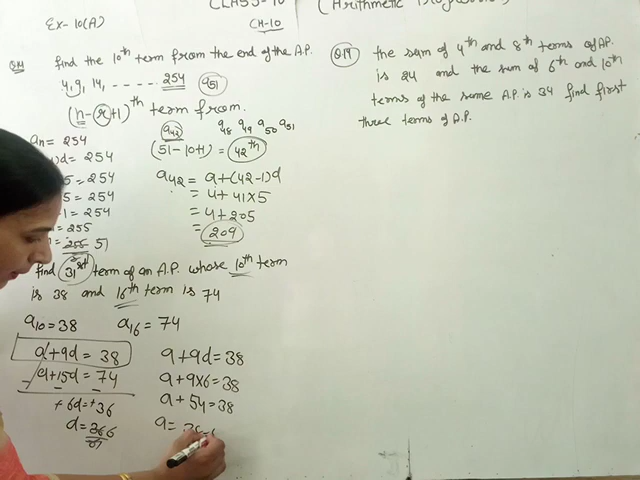 Ex-10(A)
CLASS-10
(Arithmetic
CH-10
find the 10th term from the end of the A.P.
4, 9, 14, ------ 254 a51
(n-r+1)th term from.
an = 254
a42
a48 a49 a50 a51
)d = 254
(51-10+1) = 42th
5 = 254
5 = 254
-1 = 254
= 255
= 255 51
5
a42 = a+(42-1)d
= 4+41×5
= 4+205
= 209
find 31st term of an A.P. whose 10th term
is 38 and 16th term is 74
a10 = 38 a16 = 74
a+9d = 38
a+15d = 74
+6d = +36
d = 36 6
a+9d = 38
a+9×6 = 38
a+54 = 38
a = 38-
Q.17 the sum of 4th and 8th terms of AP.
is 24 and the sum of 6th and 10th
terms of the same A.P. is 34 find first
three terms of A.P.